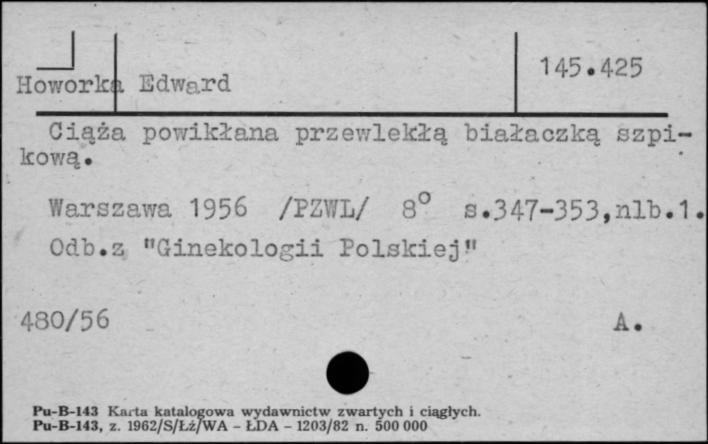 145.425
Howorka Edward
Ciąża powikłana przewlekłą białaczką szpi-
kową.
Warszawa 1956 /PZWL/ 8° s.347-353,nlb.1.
Odb.z "Ginekologii Polskiej"
480/56 A.
Pu-B-143 Karta katalogowa wydawnictw zwartych i ciągłych.
Pu-B-143, z. 1962/S/Łź/WA - ŁDA - 1203/82 n. 500 000